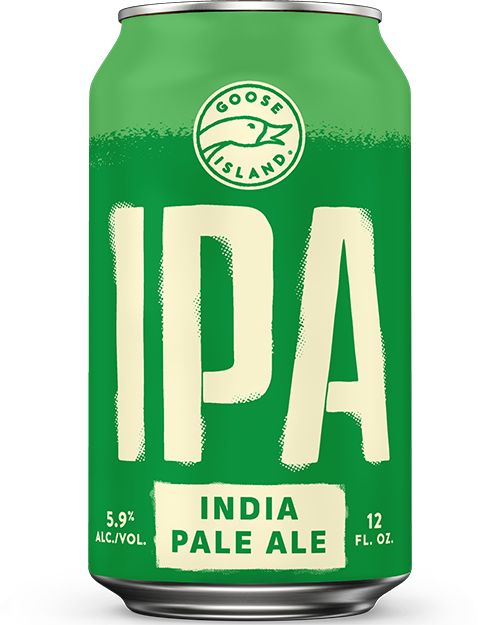 GOOSE
ISLAND.
IPA
5.9%
ALC./VOL.
INDIA
PALE ALE
12
FL. OZ.